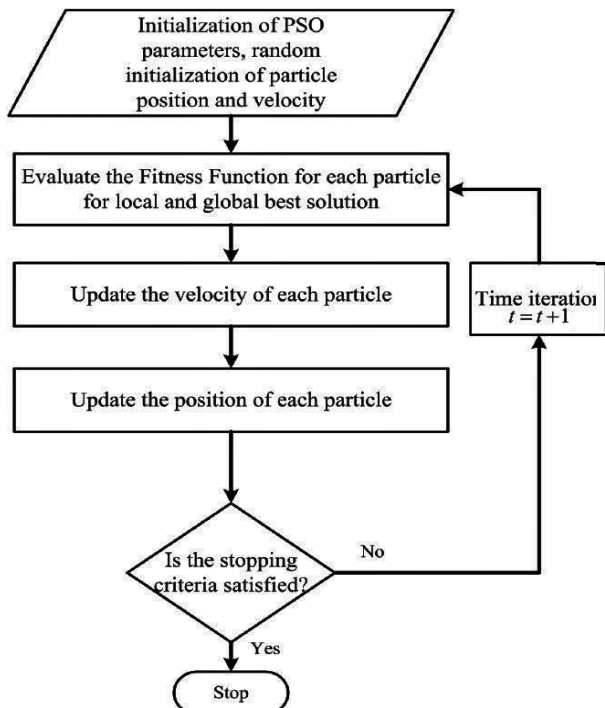 Initialization of PSO
parameters, random
initialization of particle
position and velocity
Evaluate the Fitness Function for each particle
for local and global best solution
Update the velocity of each particle
Time iteration
t = t +1
Update the position of each particle
Is the stopping
criteria satisfied?
No
Yes
Stop